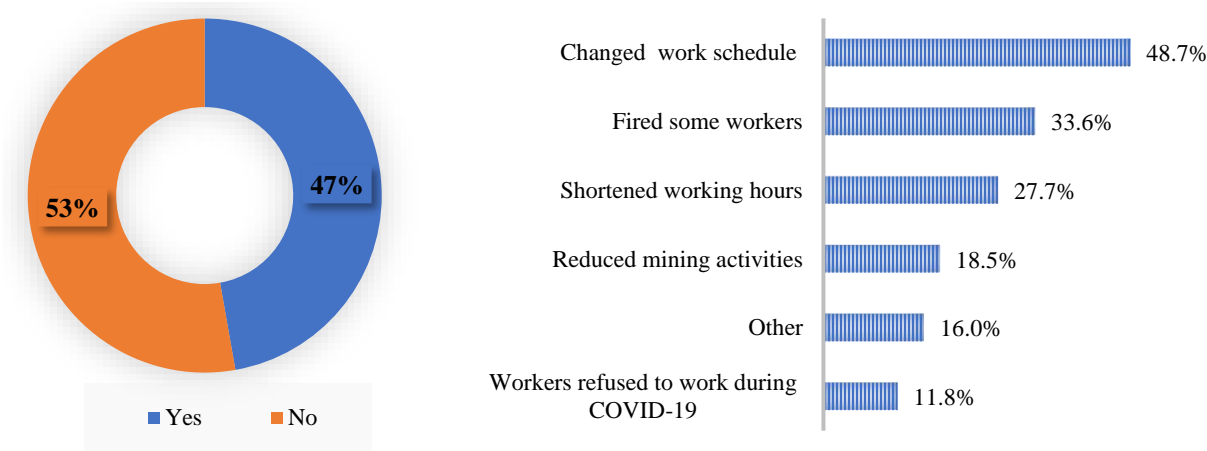 47%
53%
Yes
No
Changed work schedule
48.7%
Fired some workers
33.6%
Shortened working hours
27.7%
Reduced mining activities
18.5%
Other
16.0%
Workers refused to work during
COVID-19
11.8%